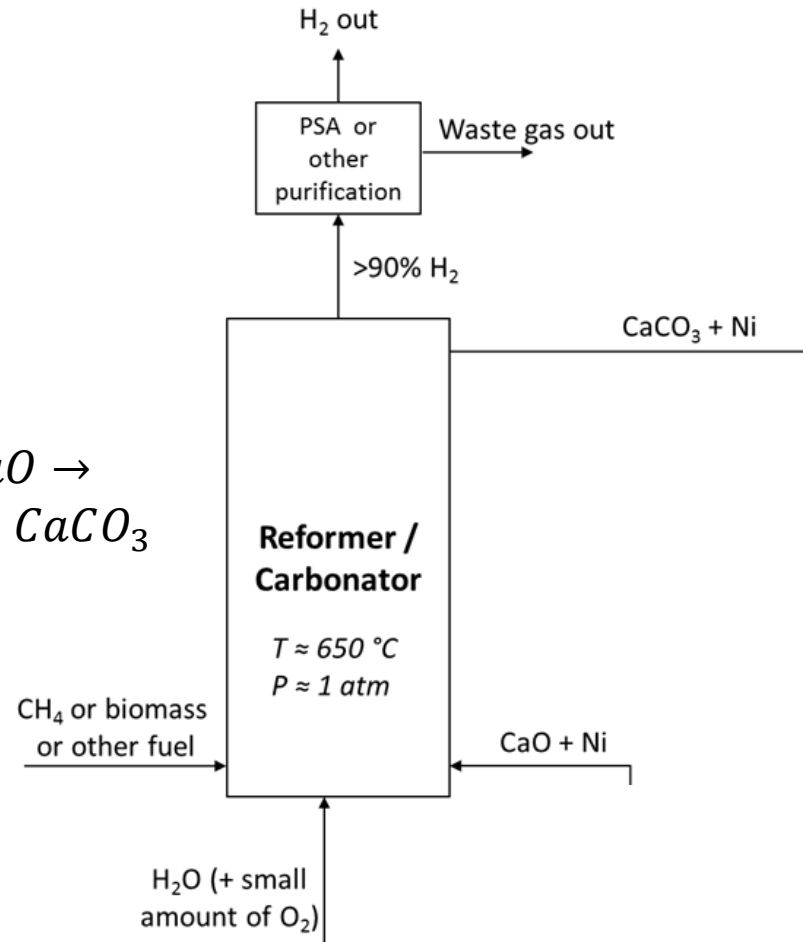 H₂ out
PSA or
other
purification
Waste gas out
>90% H₂
CaCO₃ + Ni
O →
CaCO₃
Reformer /
Carbonator
T ≈ 650 °C
P ≈ 1 atm
CH₄ or biomass
or other fuel
CaO + Ni
H₂O (+ small
amount of O₂)